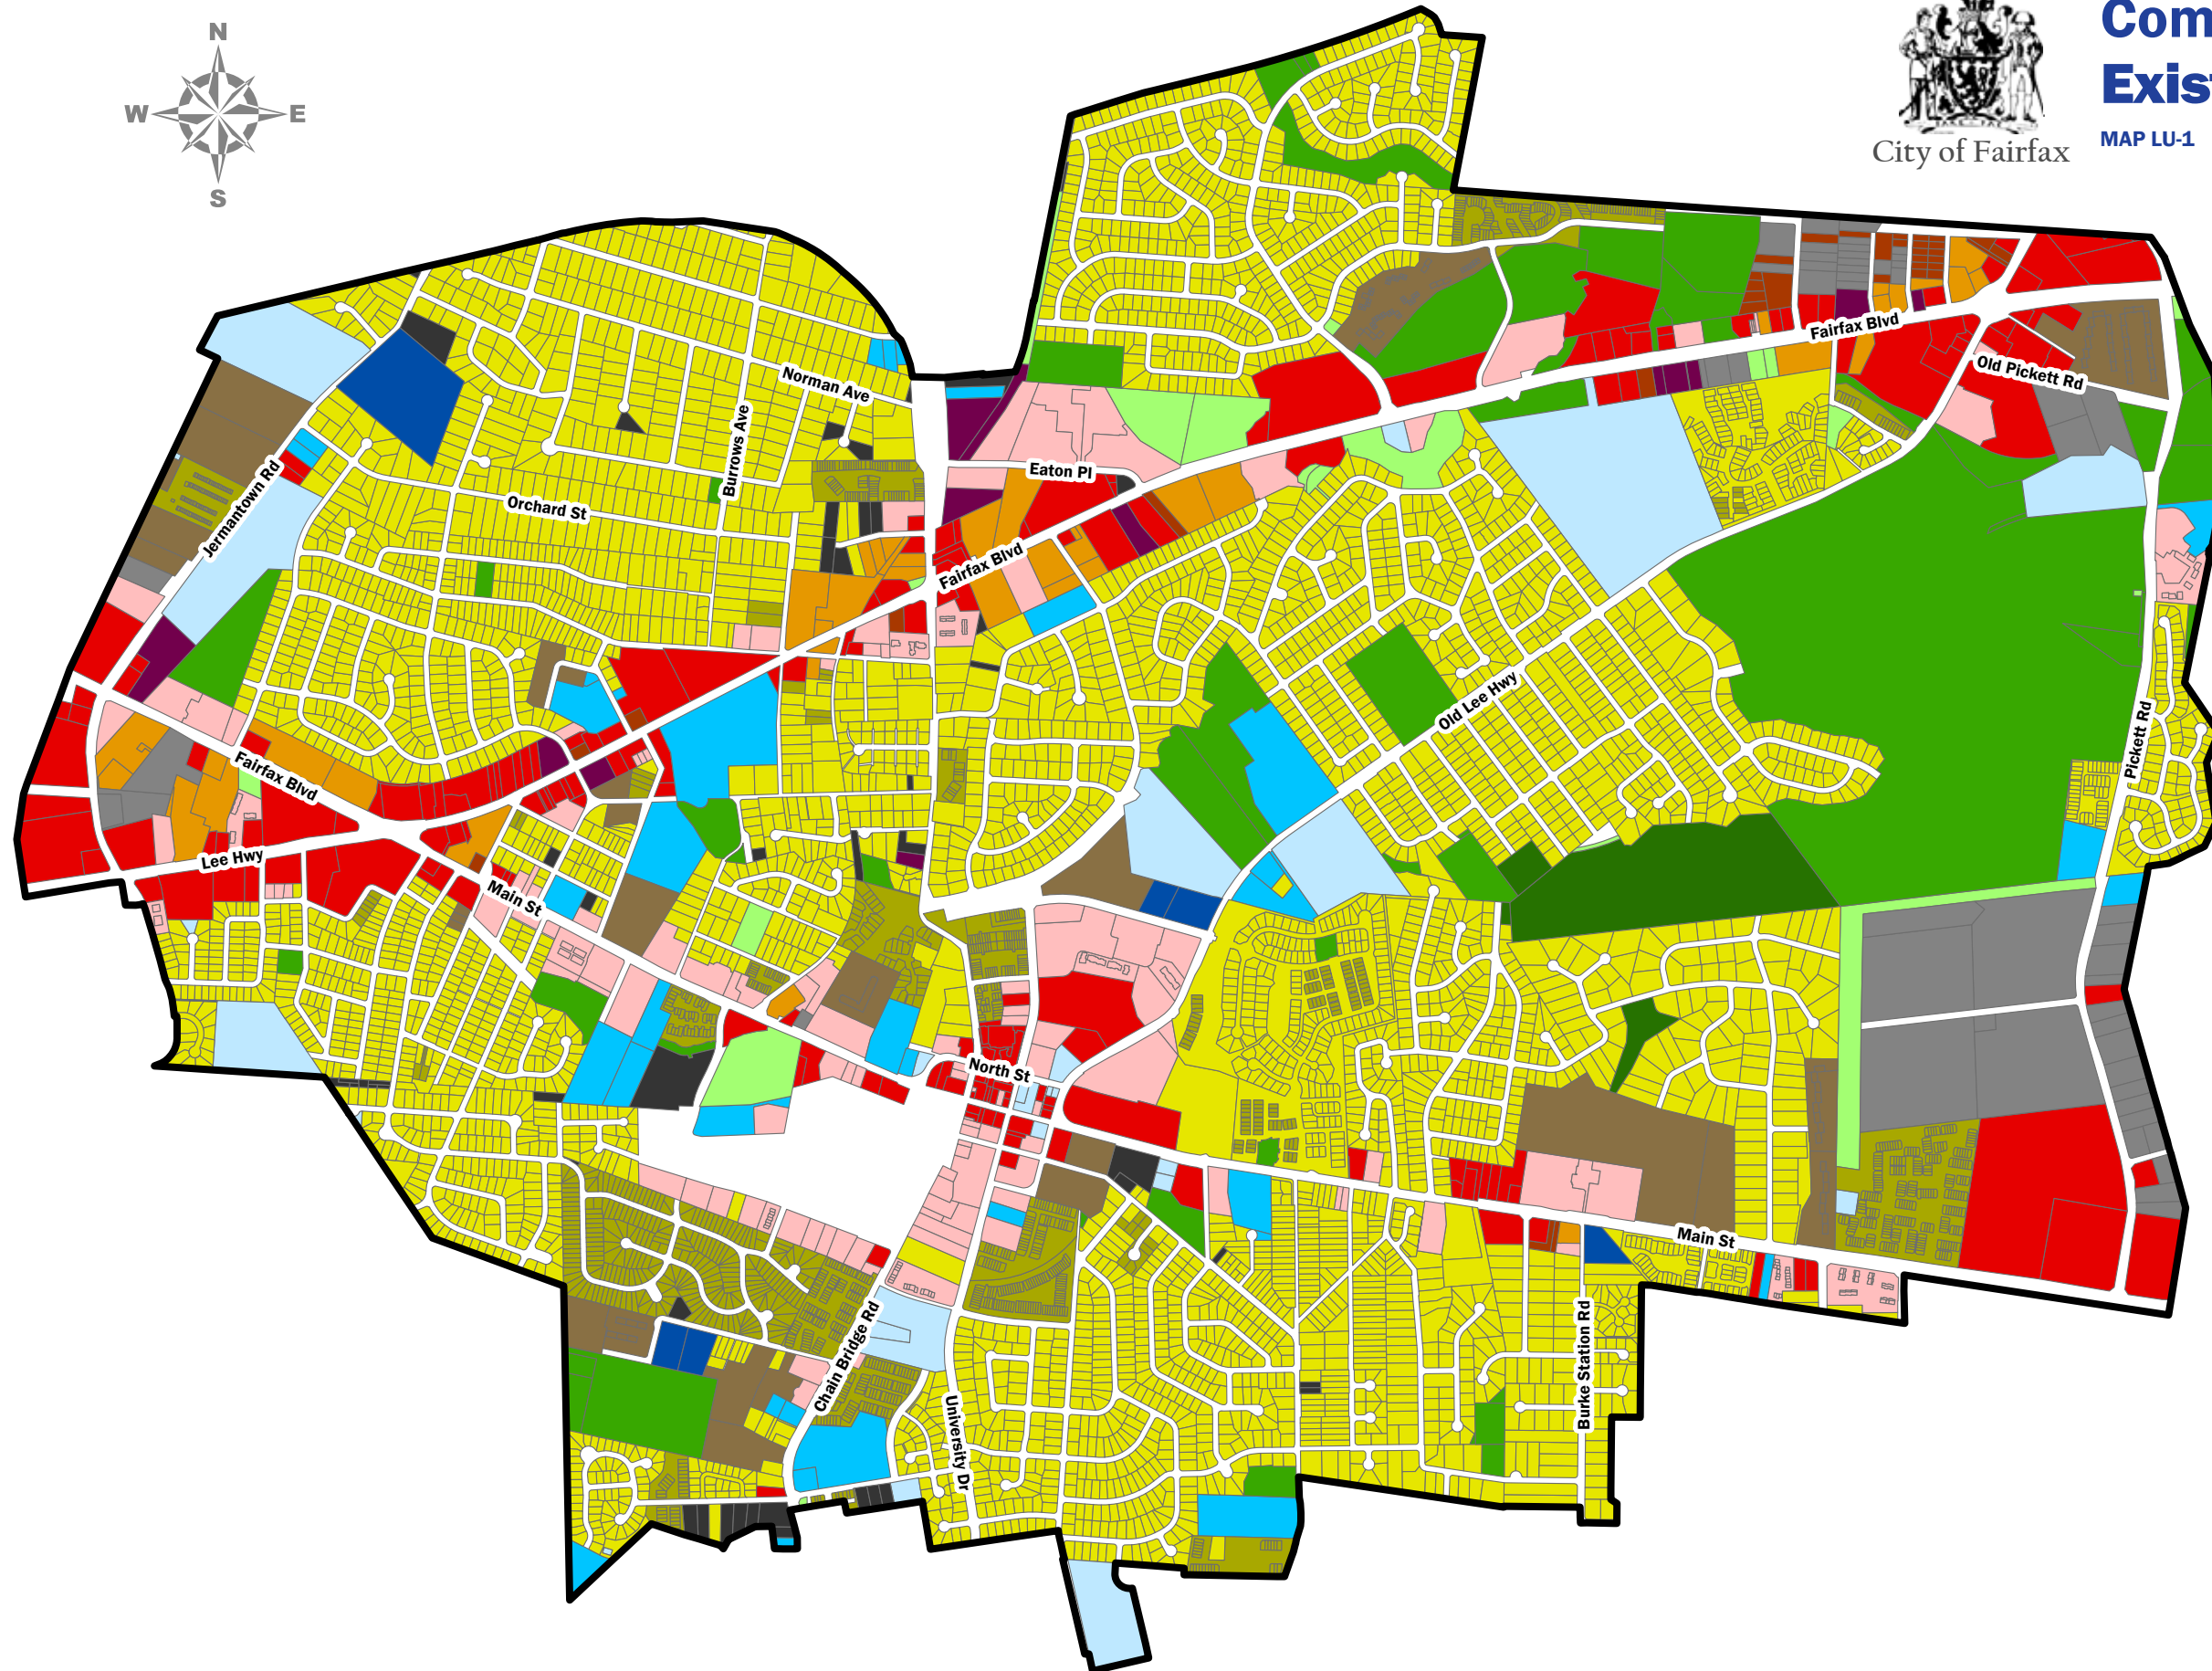 N
W
E
S
City of Fairfax
Com
Exis
MAP LU-1
Fairfax Blvd
Old Pickett Rd
Norman Ave
Burrows Ave
Eaton Pl
Orchard St
Jermantown Rd
Fairfax Blvd
Old Lee Hwy
Pickett Rd
Fairfax Blvd
Lee Hwy
Main St
North St
Main St
Chain Bridge Rd
University Dr
Burke Station Rd